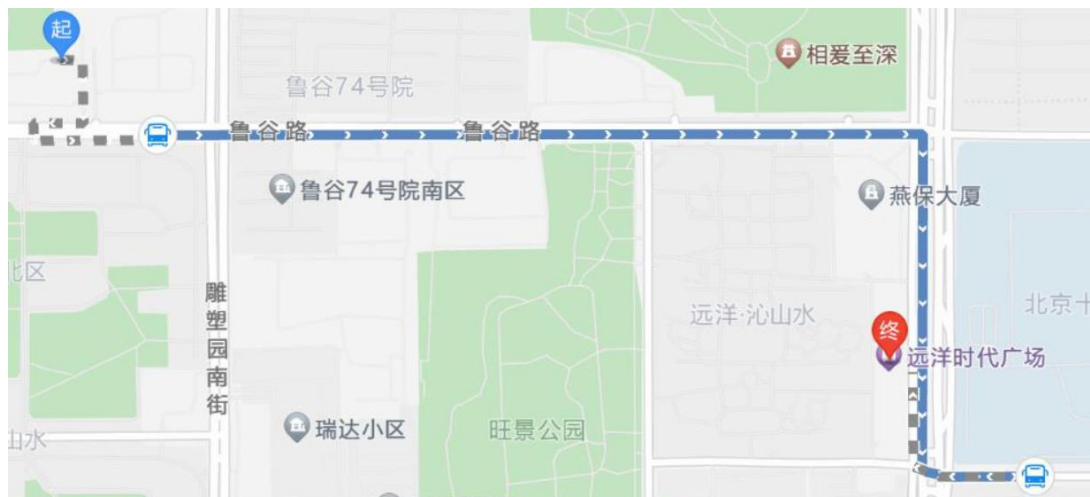 起
相爱至深
鲁谷74号院
鲁谷路
鲁谷路
鲁谷74号院南区
燕保大厦
北区
雕塑园南街
远洋·沁山水
北京十
终
远洋时代广场
瑞达小区
旺景公园
山水